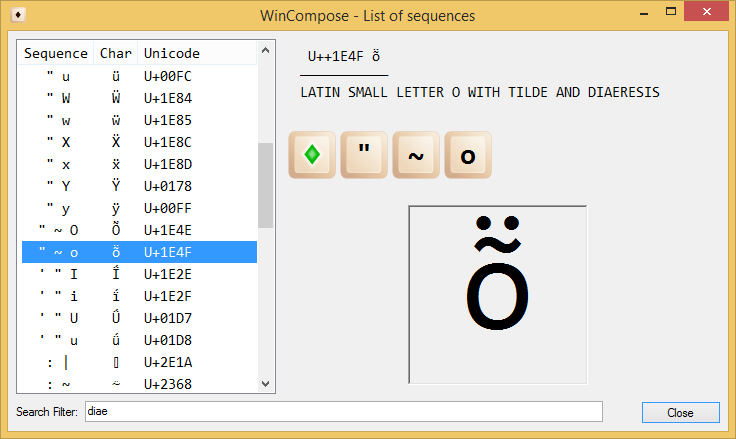 WinCompose - List of sequences
Sequence Char Unicode
" u ü U+00FC
" W Ẅ U+1E84
" w ẅ U+1E85
" X Ẍ U+1E8C
" x ẍ U+1E8D
" Y Ÿ U+0178
" y ÿ U+00FF
" ~ O Ṏ U+1E4E
" ~ o ṏ U+1E4F
' " I Ḯ U+1E2E
' " i ḯ U+1E2F
' " U Ǘ U+01D7
' " u ǘ U+01D8
: | ▯ U+2E1A
: ~ ⍨ U+2368
U++1E4F ṏ
LATIN SMALL LETTER O WITH TILDE AND DIAERESIS
" ~ o
ṏ
Search Filter: diae
Close